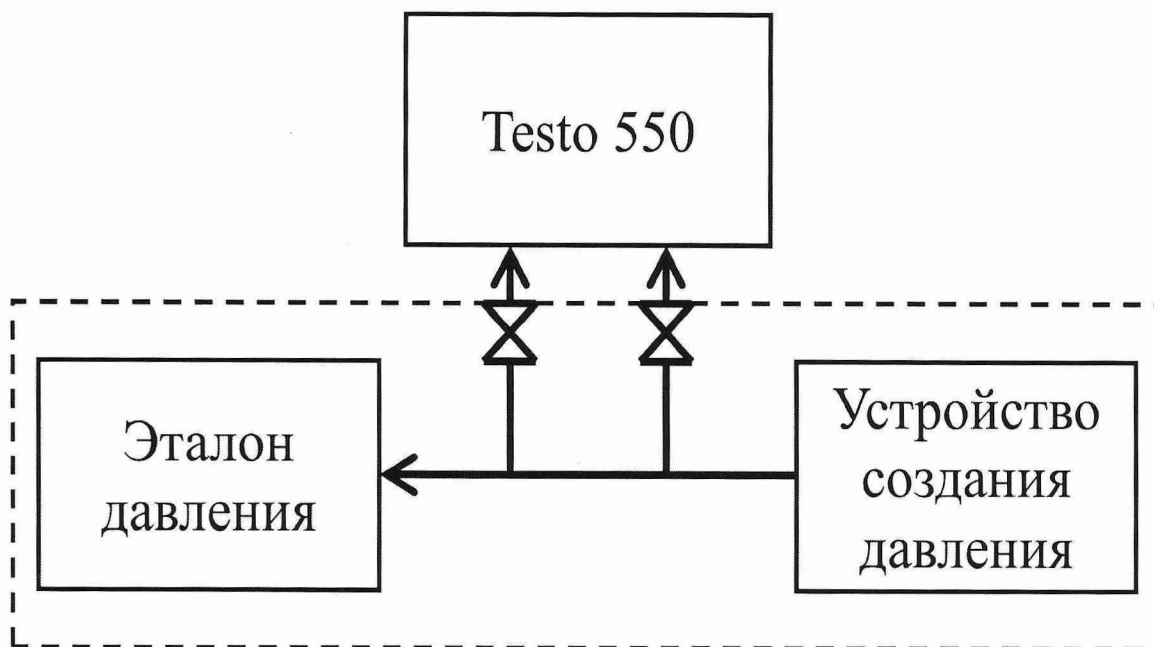 Testo 550
Эталон
давления
Устройство
создания
давления